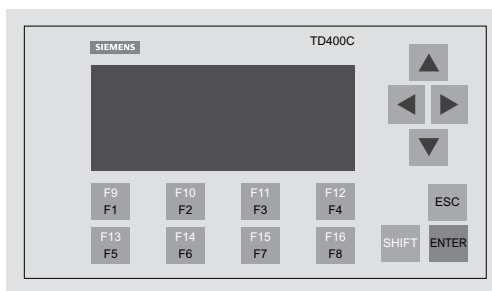 SIEMENS TD400C
F9 F10 F11 F12
F1 F2 F3 F4 ESC
F13 F14 F15 F16
F5 F6 F7 F8 SHIFT ENTER